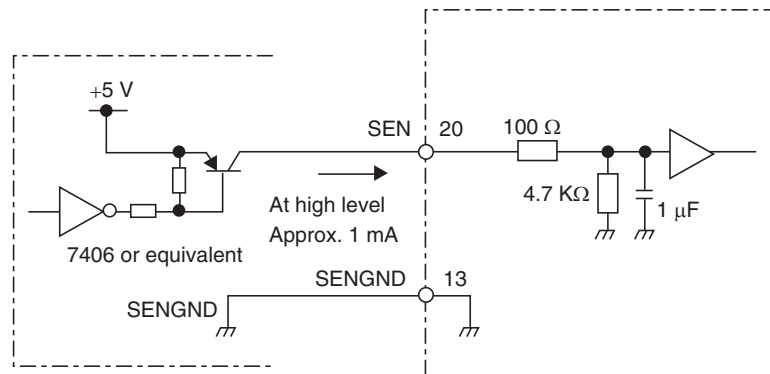 +5 V
SEN
20
100 Ω
4.7 KΩ
1 μF
At high level
Approx. 1 mA
7406 or equivalent
SENGND
13
SENGND